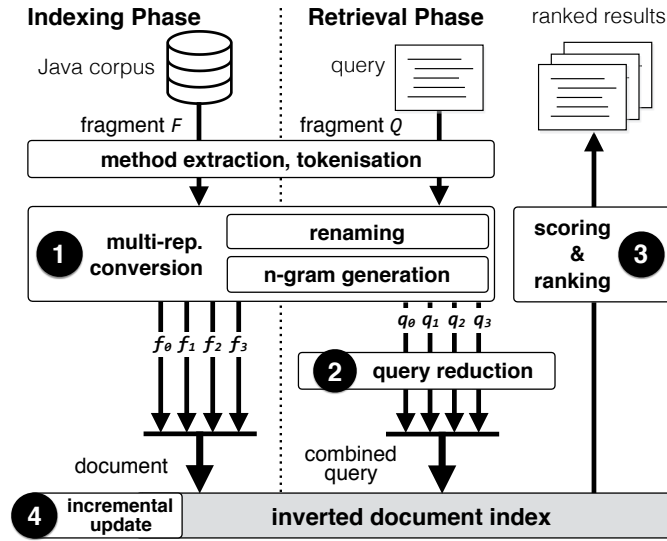 Indexing Phase
Retrieval Phase
ranked results
Java corpus
query
fragment F
fragment Q
method extraction, tokenisation
1
multi-rep.
conversion
renaming
n-gram generation
scoring
&
ranking
3
f0 f1 f2 f3
q0 q1 q2 q3
2 query reduction
document
combined
query
4
incremental
update
inverted document index